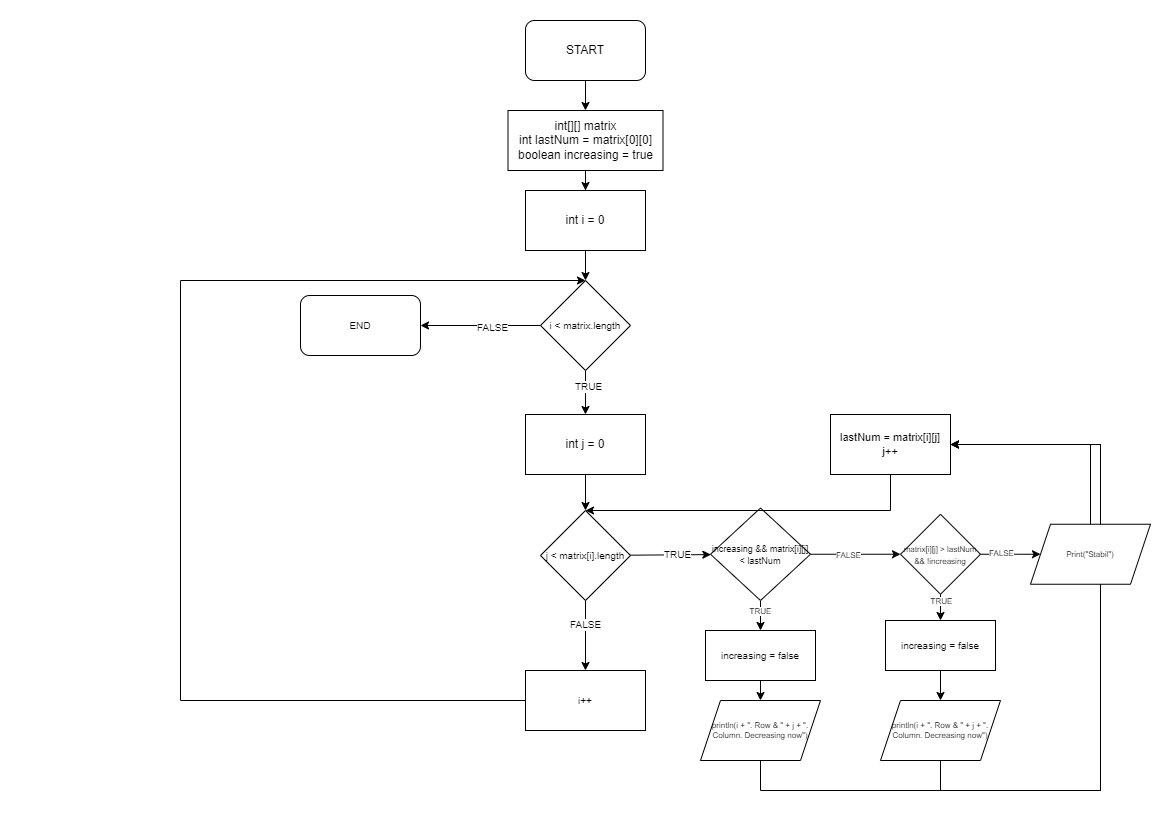 START
int[][] matrix
int lastNum = matrix[0][0]
boolean increasing = true
int i = 0
END
FALSE
i < matrix.length
TRUE
int j = 0
lastNum = matrix[i][j]
j++
j < matrix[i].length
TRUE
increasing && matrix[i][j]
< lastNum
FALSE
matrix[i][j] > lastNum
&& !increasing
FALSE
Print("Stabil")
FALSE
TRUE
TRUE
increasing = false
increasing = false
i++
println(i + ". Row & " + j + ".
Column. Decreasing now")
println(i + ". Row & " + j + ".
Column. Decreasing now")